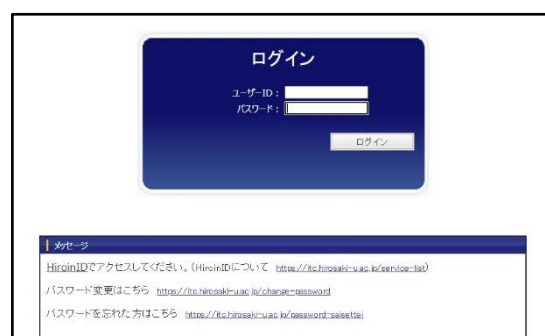 ログイン
ユーザーID：
パスワード：
ログイン
メッセージ
HiroinIDでアクセスしてください。(HiroinIDについて https://itc.hirosaki-u.ac.jp/service-list)
パスワード変更はこちら https://itc.hirosaki-u.ac.jp/change-password
パスワードを忘れた方はこちら https://itc.hirosaki-u.ac.jp/password-saisettei